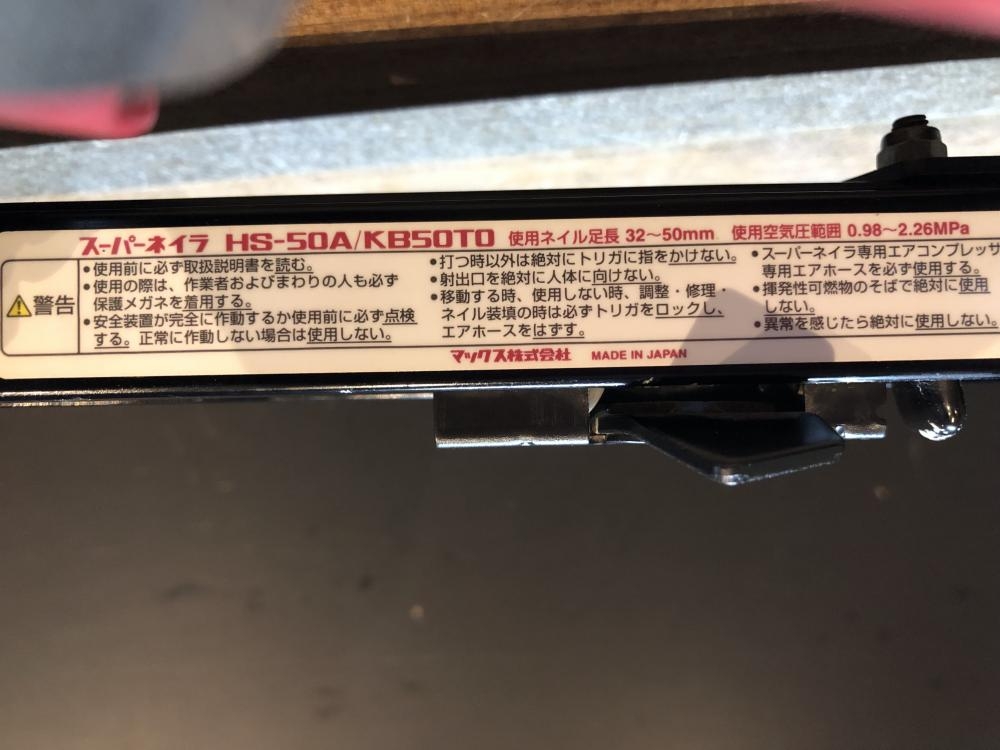 スーパーネイラ HS-50A/KB50TO 使用ネイル足長 32～50mm 使用空気圧範囲 0.98～2.26MPa
警告
•使用前に必ず取扱説明書を読む。
•使用の際は、作業者およびまわりの人も必ず
保護メガネを着用する。
•安全装置が完全に作動するか使用前に必ず点検
する。正常に作動しない場合は使用しない。
•打つ時以外は絶対にトリガに指をかけない。
•射出口を絶対に人体に向けない。
•移動する時、使用しない時、調整・修理・
ネイル装填の時は必ずトリガをロックし、
エアホースをはずす。
•スーパーネイラ専用エアコンプレッサ
専用エアホースを必ず使用する。
•揮発性可燃物のそばで絶対に使用
しない。
•異常を感じたら絶対に使用しない。
マックス株式会社 MADE IN JAPAN